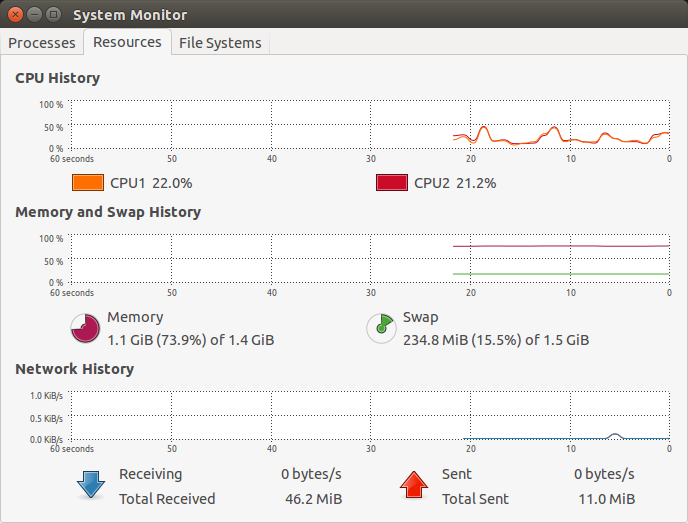 System Monitor
Processes Resources File Systems
CPU History
100 %
50 %
0 %
60 seconds 50 40 30 20 10 0
CPU1 22.0% CPU2 21.2%
Memory and Swap History
100 %
50 %
0 %
60 seconds 50 40 30 20 10 0
Memory Swap
1.1 GiB (73.9%) of 1.4 GiB 234.8 MiB (15.5%) of 1.5 GiB
Network History
1.0 KiB/s
0.5 KiB/s
0.0 KiB/s
60 seconds 50 40 30 20 10 0
Receiving 0 bytes/s Sent 0 bytes/s
Total Received 46.2 MiB Total Sent 11.0 MiB